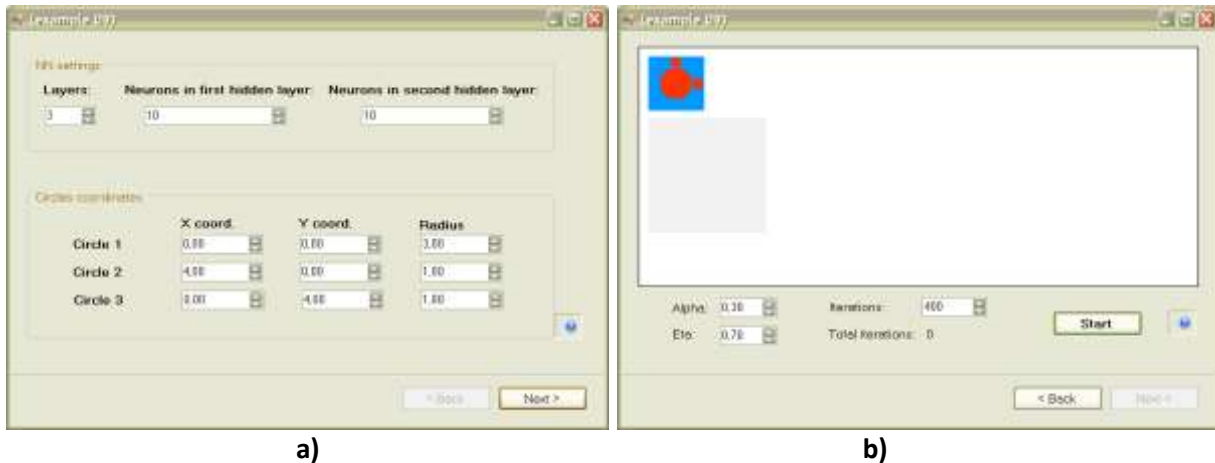 (example 09)
NN settings
Layers: Neurons in first hidden layer: Neurons in second hidden layer:
3 10 10
Circles coordinates
X coord. Y coord. Radius
Circle 1 0,00 0,00 3,00
Circle 2 4,00 0,00 1,00
Circle 3 0,00 -4,00 1,00
< Back Next >
a)
Alpha: 0,30 Iterations: 400
Eta: 0,70 Total iterations: 0
Start
< Back
b)